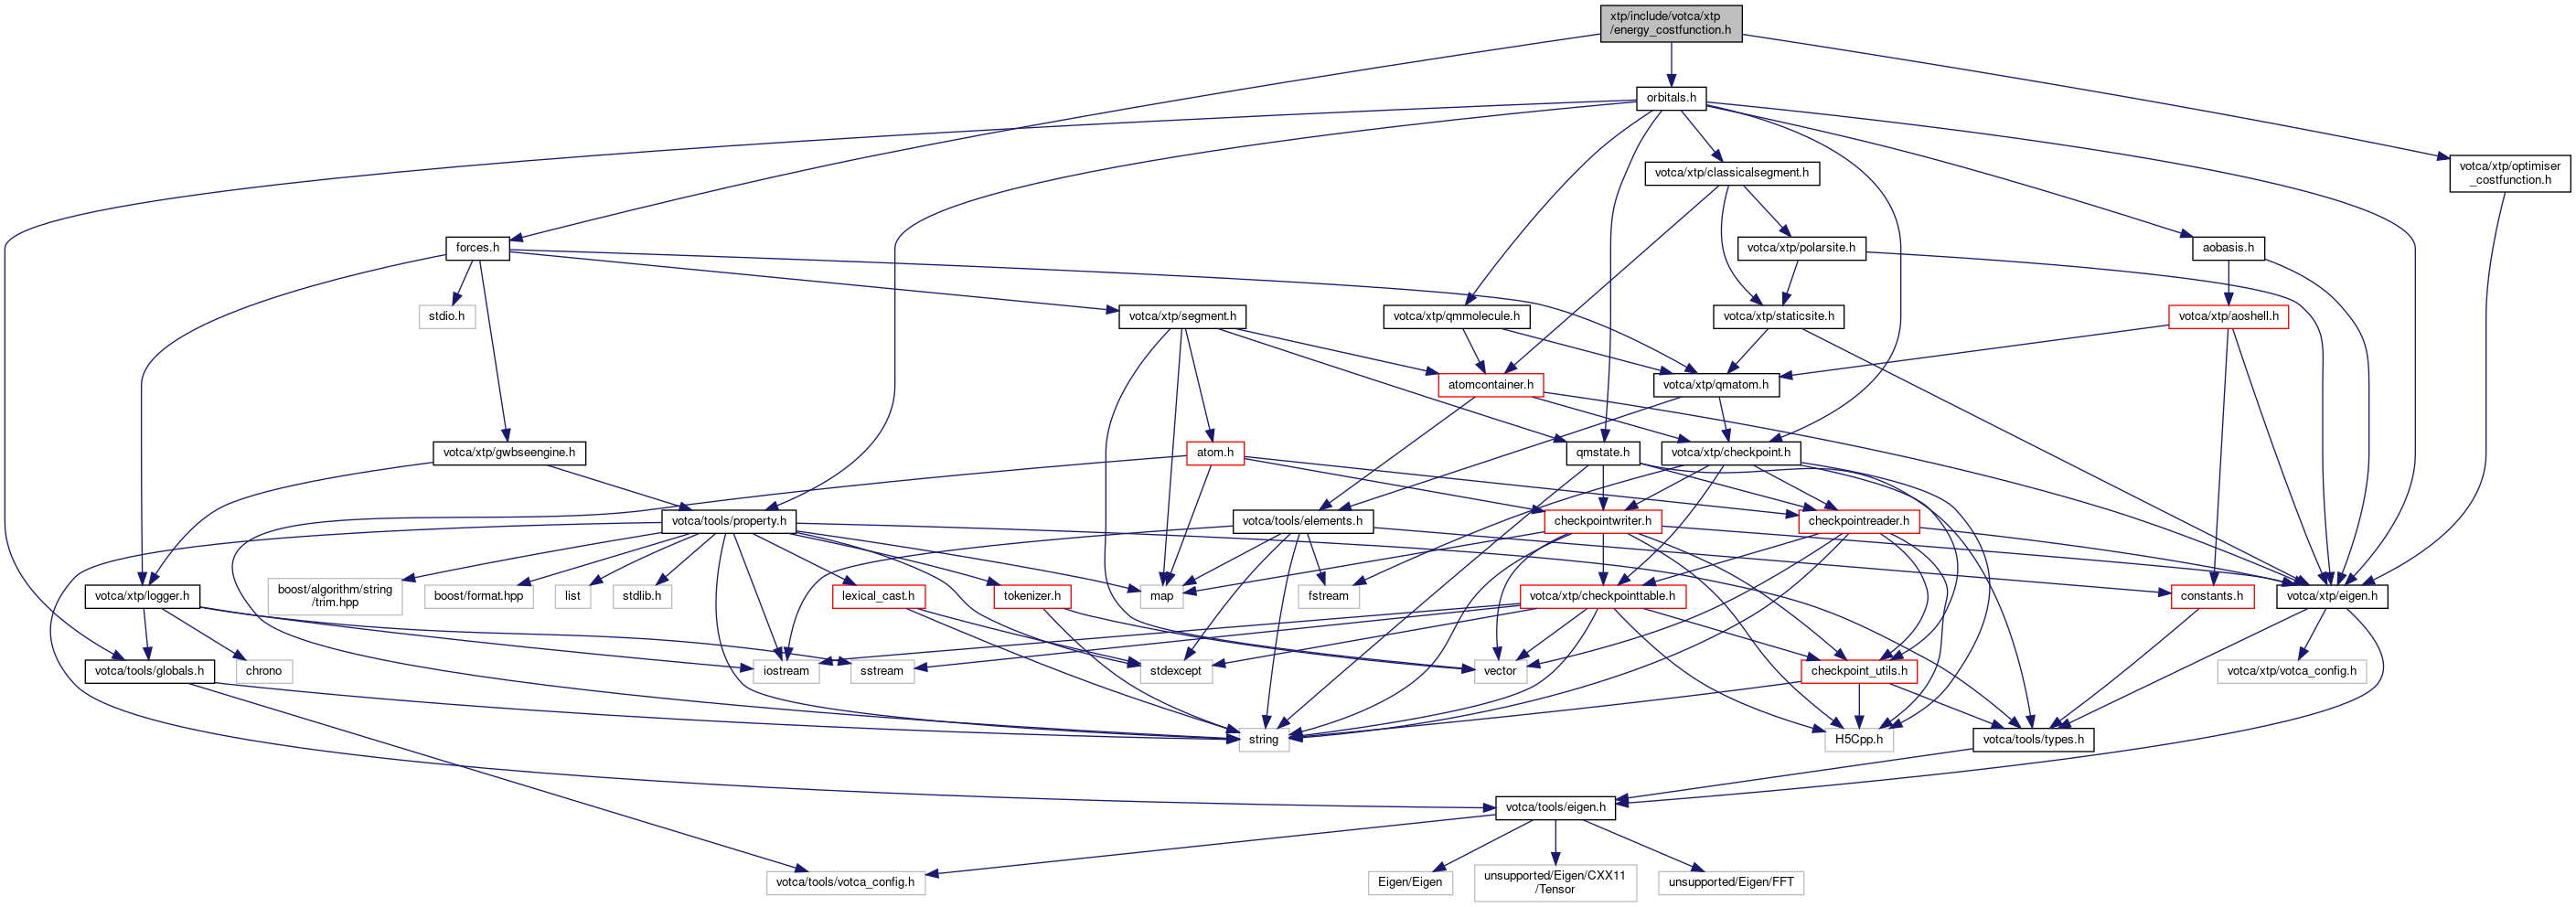 xtp/include/votca/xtp
/energy_costfunction.h
orbitals.h
votca/xtp/classicalsegment.h
votca/xtp/optimiser
_costfunction.h
forces.h
votca/xtp/polarsite.h
aobasis.h
stdio.h
votca/xtp/segment.h
votca/xtp/qmmolecule.h
votca/xtp/staticsite.h
votca/xtp/aoshell.h
atomcontainer.h
votca/xtp/qmatom.h
votca/xtp/gwbseengine.h
atom.h
qmstate.h
votca/xtp/checkpoint.h
votca/tools/property.h
votca/tools/elements.h
checkpointwriter.h
checkpointreader.h
votca/xtp/logger.h
boost/algorithm/string
/trim.hpp
boost/format.hpp
list
stdlib.h
lexical_cast.h
tokenizer.h
map
fstream
votca/xtp/checkpointtable.h
constants.h
votca/xtp/eigen.h
votca/tools/globals.h
chrono
iostream
sstream
stdexcept
vector
checkpoint_utils.h
votca/xtp/votca_config.h
string
H5Cpp.h
votca/tools/types.h
votca/tools/eigen.h
votca/tools/votca_config.h
Eigen/Eigen
unsupported/Eigen/CXX11
/Tensor
unsupported/Eigen/FFT